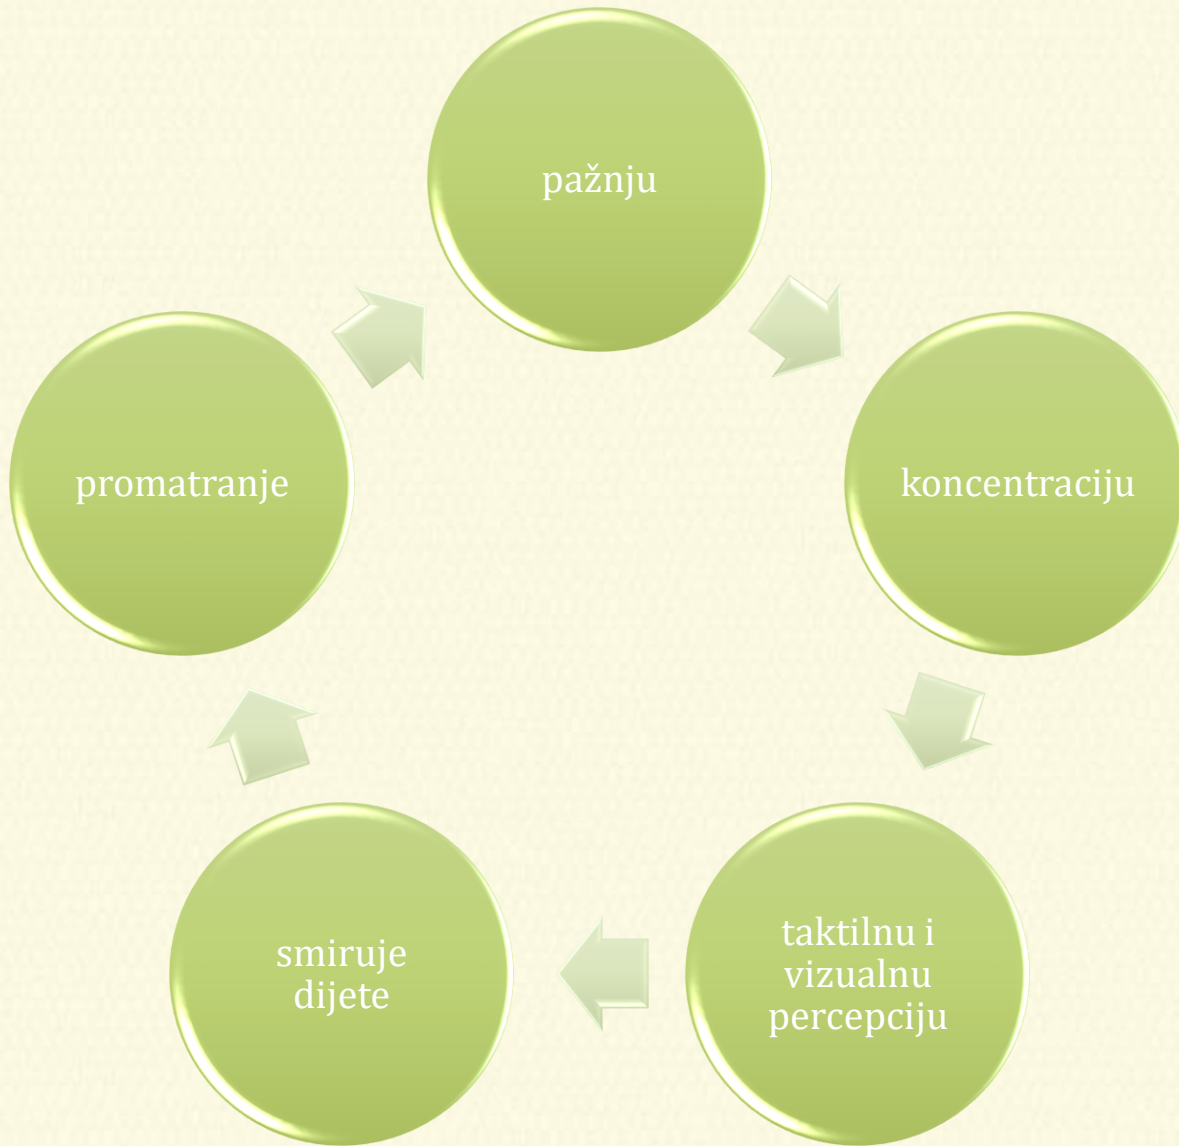 pažnju
koncentraciju
taktilnu i
vizualnu
percepciju
smiruje
dijete
promatranje